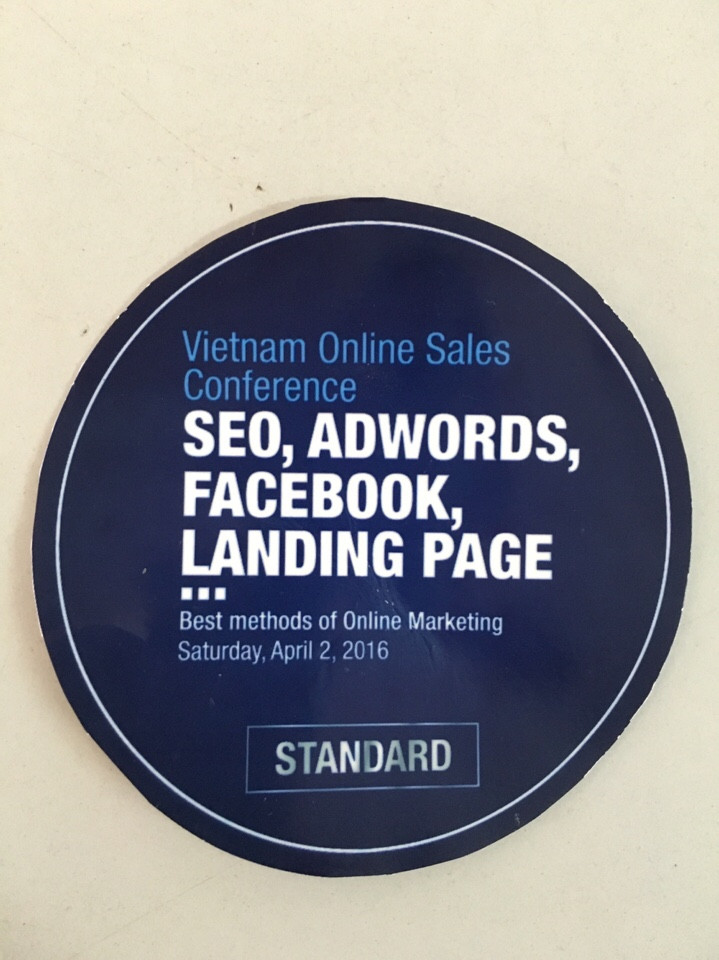 Vietnam Online Sales
Conference
SEO, ADWORDS,
FACEBOOK,
LANDING PAGE
...
Best methods of Online Marketing
Saturday, April 2, 2016
STANDARD